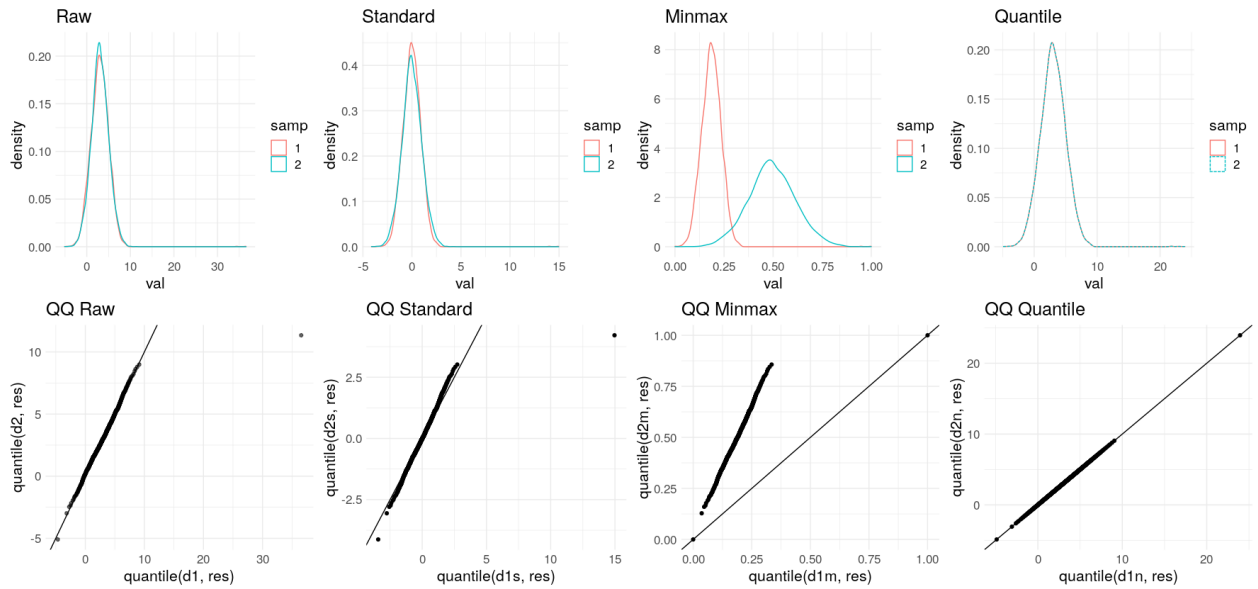 Raw
density
0.20
0.15
0.10
0.05
0.00
0 10 20 30
val
samp
1
2
Standard
density
0.4
0.3
0.2
0.1
0.0
-5 0 5 10 15
val
samp
1
2
Minmax
density
8
6
4
2
0
0.00 0.25 0.50 0.75 1.00
val
samp
1
2
Quantile
density
0.20
0.15
0.10
0.05
0.00
0 10 20
val
samp
1
2
QQ Raw
quantile(d2, res)
10
5
0
-5
0 10 20 30
quantile(d1, res)
QQ Standard
quantile(d2s, res)
2.5
0.0
-2.5
0 5 10 15
quantile(d1s, res)
QQ Minmax
quantile(d2m, res)
1.00
0.75
0.50
0.25
0.00
0.00 0.25 0.50 0.75 1.00
quantile(d1m, res)
QQ Quantile
quantile(d2n, res)
20
10
0
0 10 20
quantile(d1n, res)